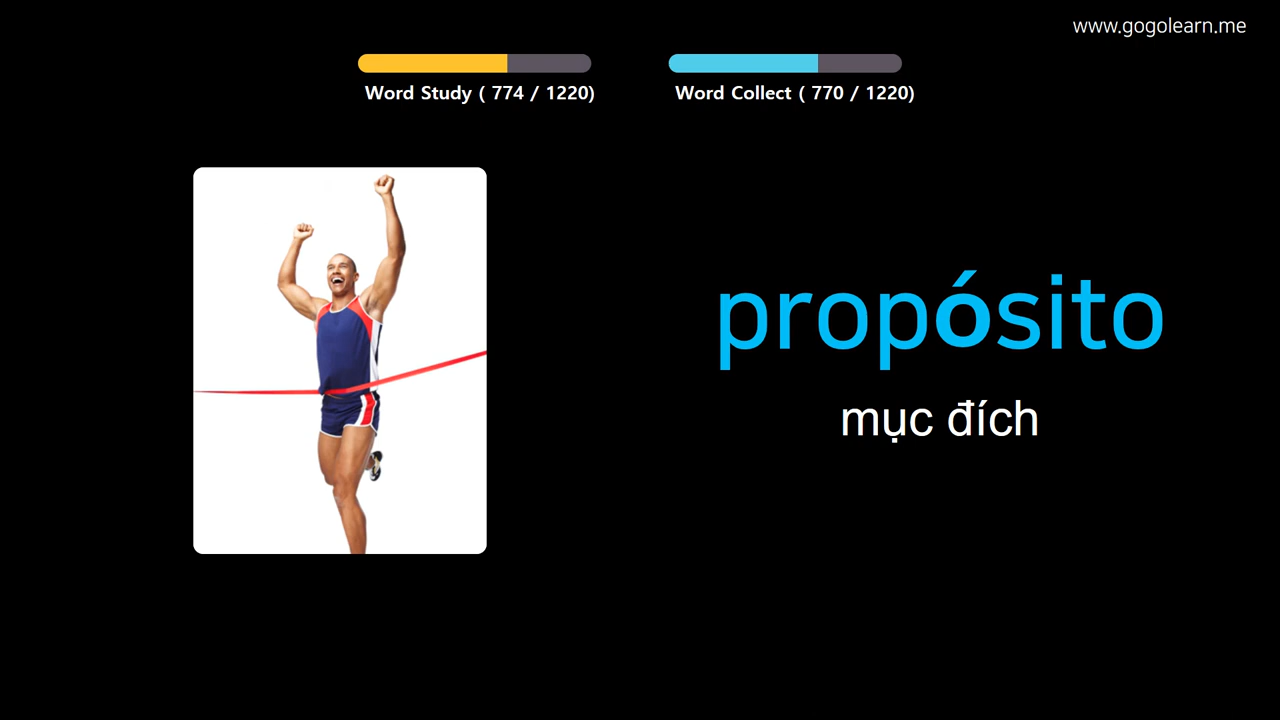 www.gogolearn.me
Word Study ( 774 / 1220)
Word Collect ( 770 / 1220)
propósito
mục đích